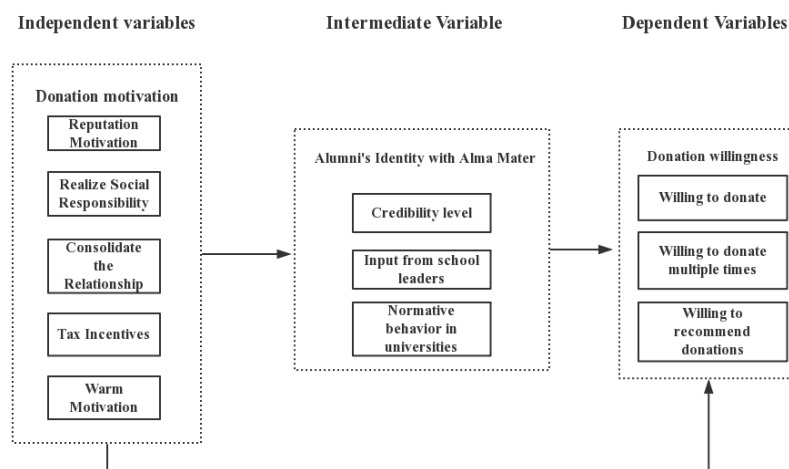 Independent variables
Intermediate Variable
Dependent Variables
Donation motivation
Reputation
Motivation
Realize Social
Responsibility
Consolidate
the
Relationship
Tax Incentives
Warm
Motivation
Alumni's Identity with Alma Mater
Credibility level
Input from school
leaders
Normative
behavior in
universities
Donation willingness
Willing to donate
Willing to donate
multiple times
Willing to
recommend
donations